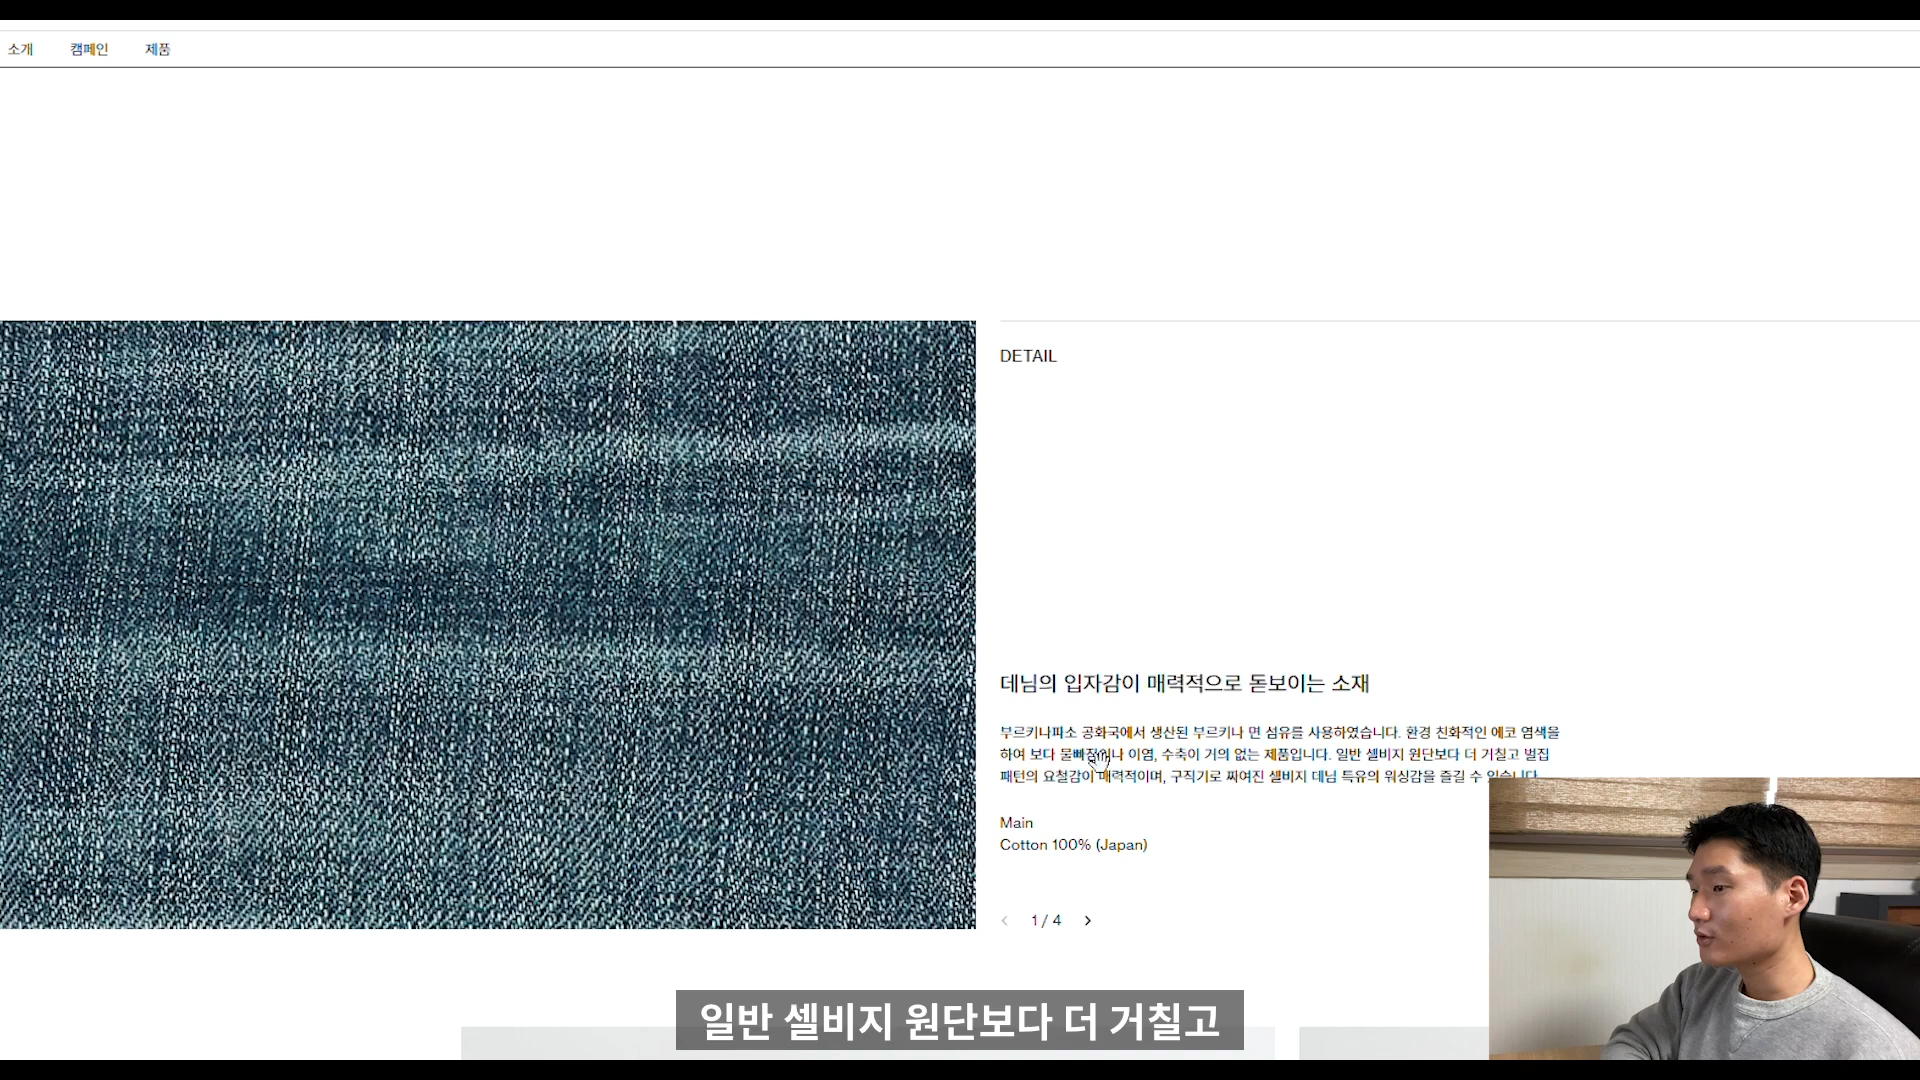 소개 캠페인 제품
DETAIL
데님의 입자감이 매력적으로 돋보이는 소재
부르키나파소 공화국에서 생산된 부르키나 면 섬유를 사용하였습니다. 환경 친화적인 에코 염색을
하여 보다 물빠짐이나 이염, 수축이 거의 없는 제품입니다. 일반 셀비지 원단보다 더 거칠고 벌집
패턴의 요철감이 매력적이며, 구직기로 짜여진 셀비지 데님 특유의 워싱감을 즐길 수 있습니다.
Main
Cotton 100% (Japan)
1 / 4
일반 셀비지 원단보다 더 거칠고